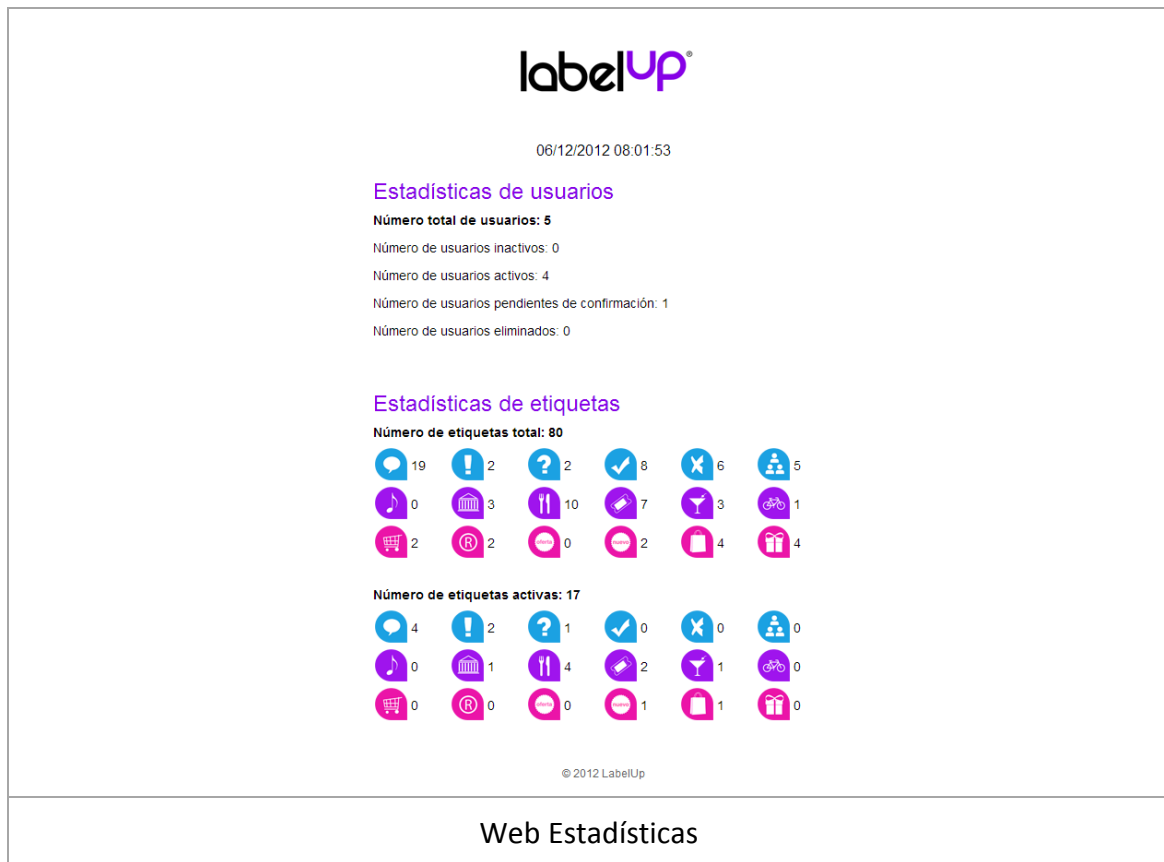 labelUp®
06/12/2012 08:01:53
Estadísticas de usuarios
Número total de usuarios: 5
Número de usuarios inactivos: 0
Número de usuarios activos: 4
Número de usuarios pendientes de confirmación: 1
Número de usuarios eliminados: 0
Estadísticas de etiquetas
Número de etiquetas total: 80
19 ! 2 ? 2 8 6 5
0 3 10 7 3 1
2 ® 2 oferta 0 nuevo 2 4 4
Número de etiquetas activas: 17
4 ! 2 ? 1 0 0 0
0 1 4 2 1 0
0 ® 0 oferta 0 nuevo 1 1 0
© 2012 LabelUp
Web Estadísticas